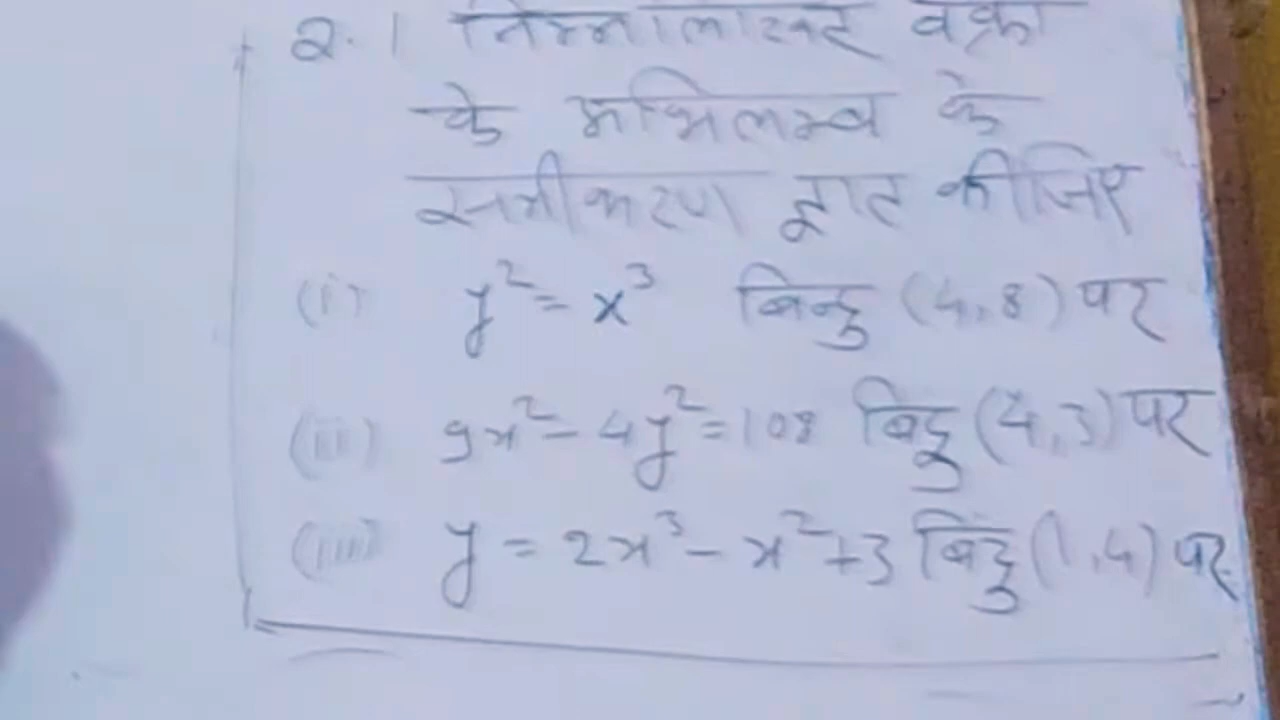 2.1 निम्नलिखित वक्रो
के अभिलम्ब के
समीकरण ज्ञात कीजिए
(i) y² = x³ बिन्दु (4,8) पर
(ii) 9x² - 4y² = 108 बिंदु (4,3) पर
(iii) y = 2x³ - x² + 3 बिंदु (1,4) पर